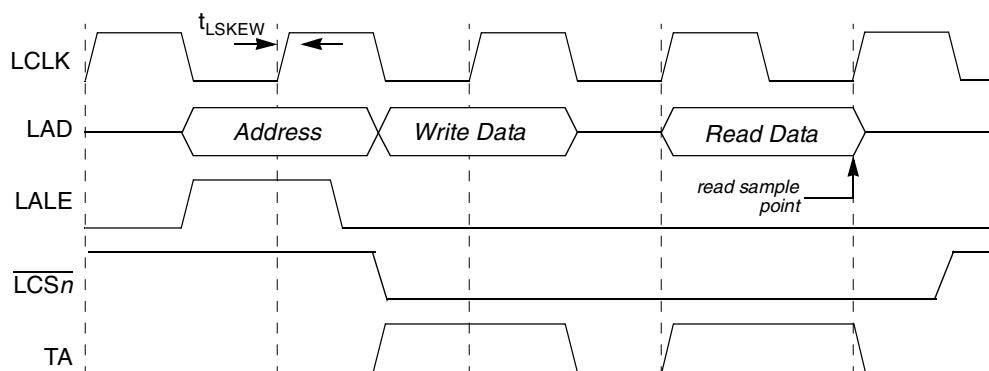 tLSKEW
LCLK
LAD
Address
Write Data
Read Data
LALE
read sample
point
LCSn
TA